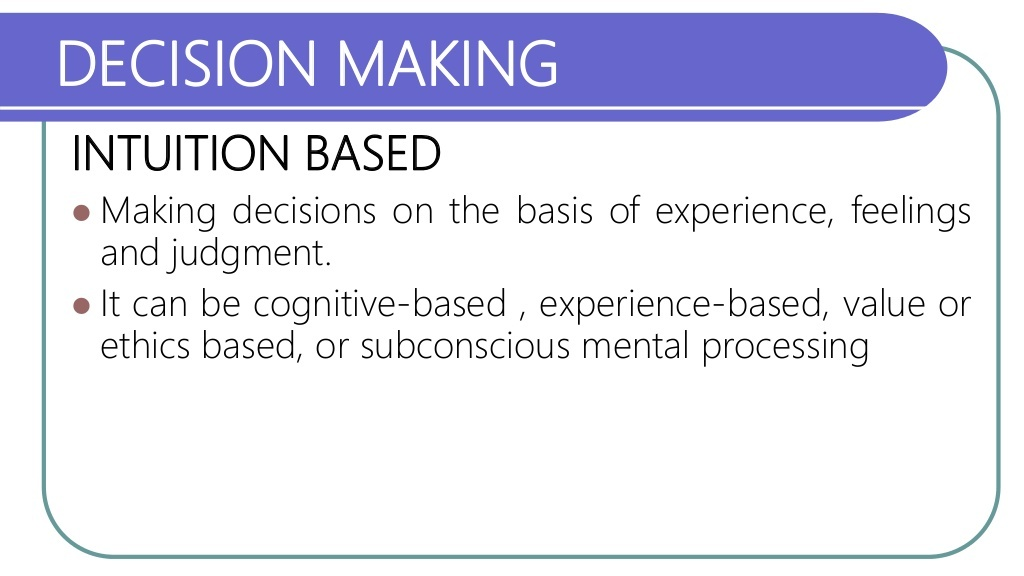 DECISION MAKING
INTUITION BASED
● Making decisions on the basis of experience, feelings
and judgment.
● It can be cognitive-based , experience-based, value or
ethics based, or subconscious mental processing